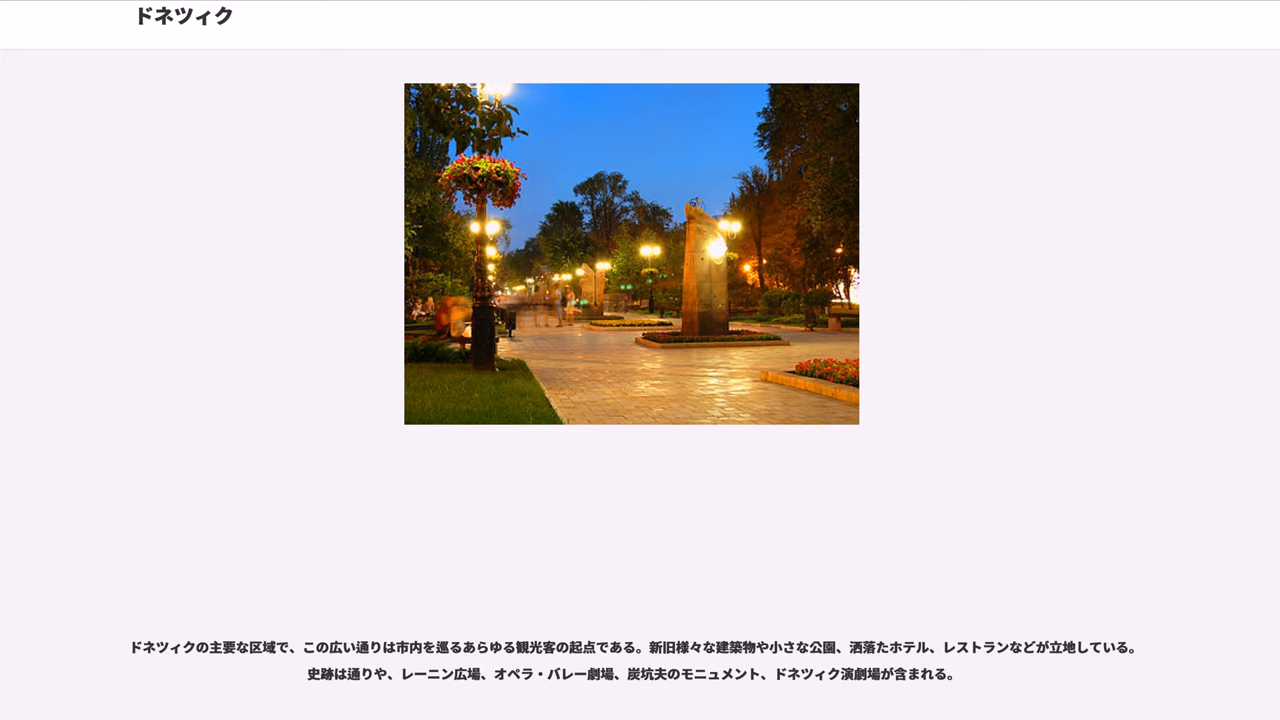 ドネツィク
ドネツィクの主要な区域で、この広い通りは市内を巡るあらゆる観光客の起点である。新旧様々な建築物や小さな公園、洒落たホテル、レストランなどが立地している。
史跡は通りや、レーニン広場、オペラ・バレー劇場、炭坑夫のモニュメント、ドネツィク演劇場が含まれる。